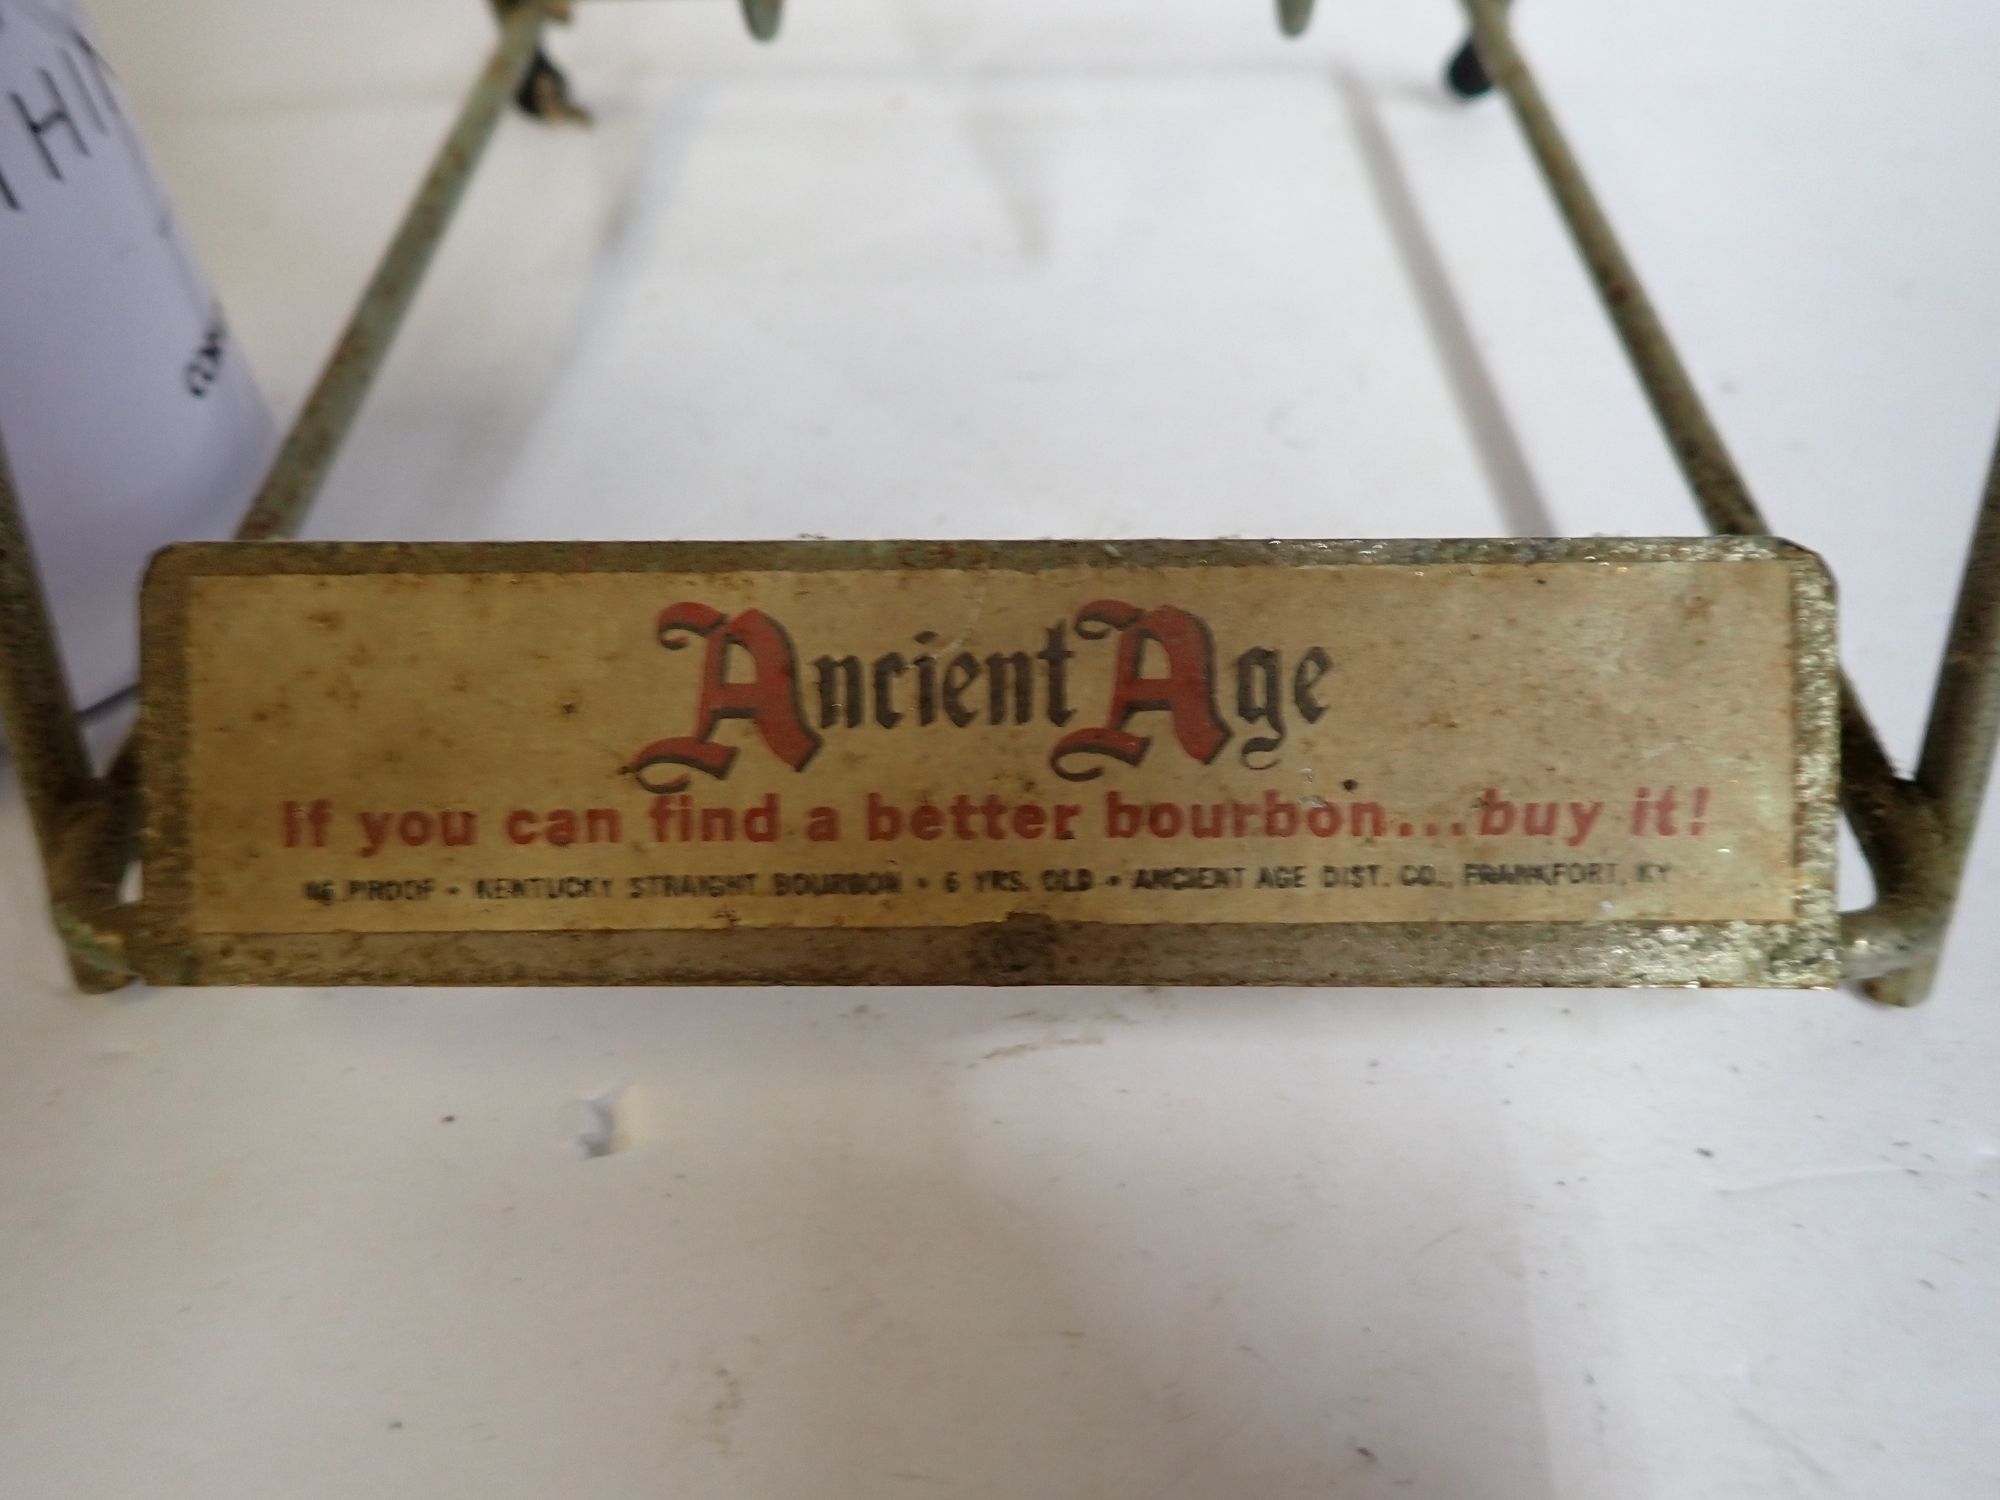 Ancient Age
If you can find a better bourbon...buy it!
PROOF • KENTUCKY STRAIGHT BOURBON • 6 YRS. OLD • ANCIENT AGE DIST. CO., FRANKFORT, KY